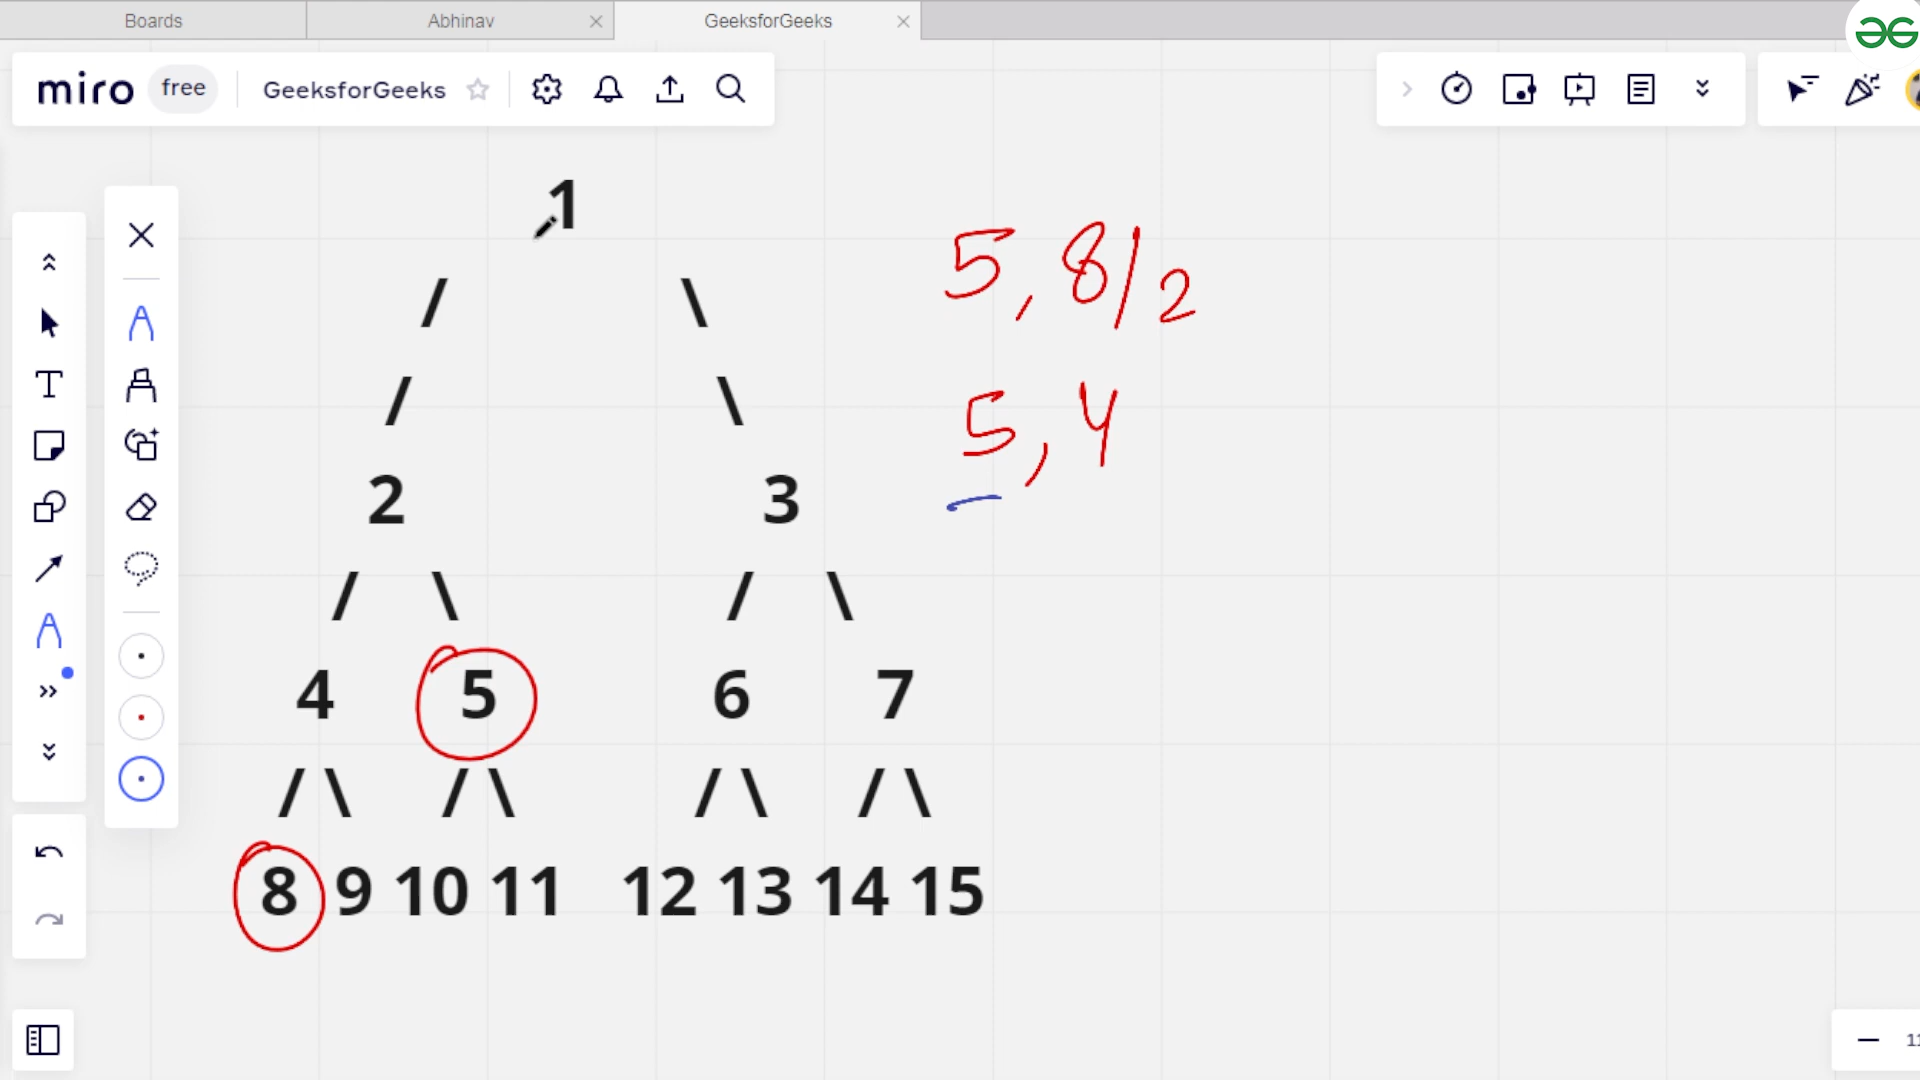 Boards Abhinav GeeksforGeeks
miro free GeeksforGeeks
1
/ \
/ \
2 3
/ \ / \
4 5 6 7
/ \ / \ / \ / \
8 9 10 11 12 13 14 15
5, 8/2
5, 4